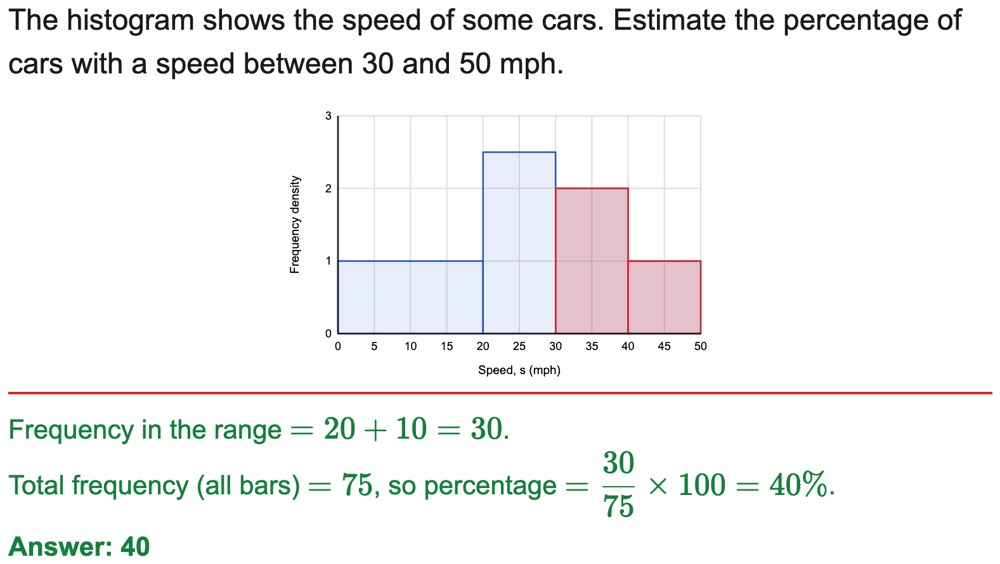 The histogram shows the speed of some cars. Estimate the percentage of
cars with a speed between 30 and 50 mph.
3
2
1
0
Frequency density
0 5 10 15 20 25 30 35 40 45 50
Speed, s (mph)
Frequency in the range = 20 + 10 = 30.
Total frequency (all bars) = 75, so percentage = 30/75 × 100 = 40%.
Answer: 40